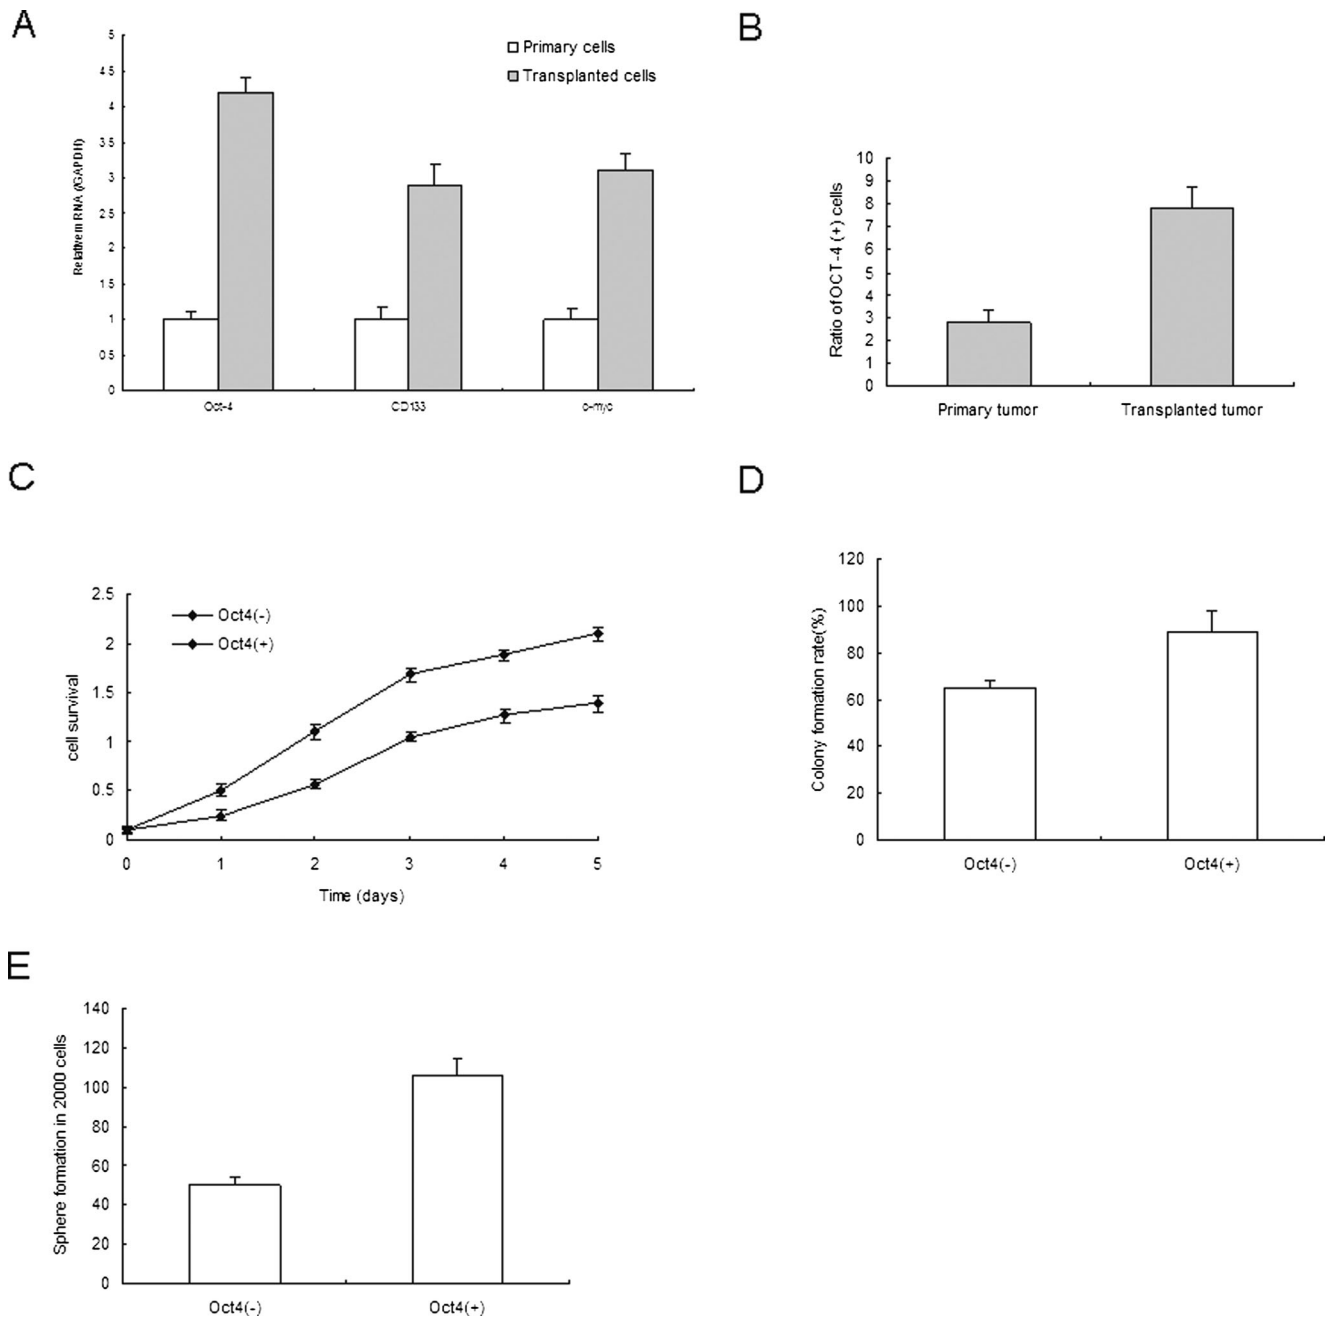 A
5
4.5
4
3.5
3
2.5
2
1.5
1
0.5
0
Relative mRNA (/GAPDH)
Primary cells
Transplanted cells
Oct-4 CD133 c-myc
B
10
9
8
7
6
5
4
3
2
1
0
Ratio of OCT-4 (+) cells
Primary tumor Transplanted tumor
C
2.5
2
1.5
1
0.5
0
cell survival
Oct4(-)
Oct4(+)
0 1 2 3 4 5
Time (days)
D
120
100
80
60
40
20
0
Colony formation rate(%)
Oct4(-) Oct4(+)
E
140
120
100
80
60
40
20
0
Sphere formation in 2000 cells
Oct4(-) Oct4(+)